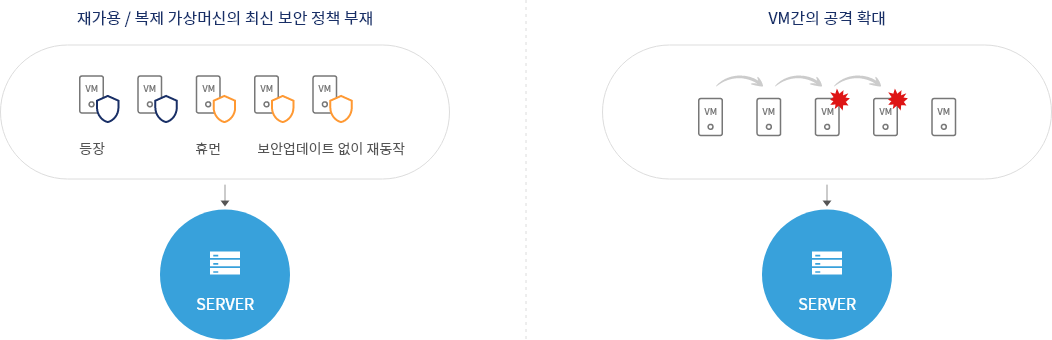 재가용 / 복제 가상머신의 최신 보안 정책 부재
VM VM VM VM VM
등장 휴먼 보안업데이트 없이 재동작
SERVER
VM간의 공격 확대
VM VM VM VM VM
SERVER